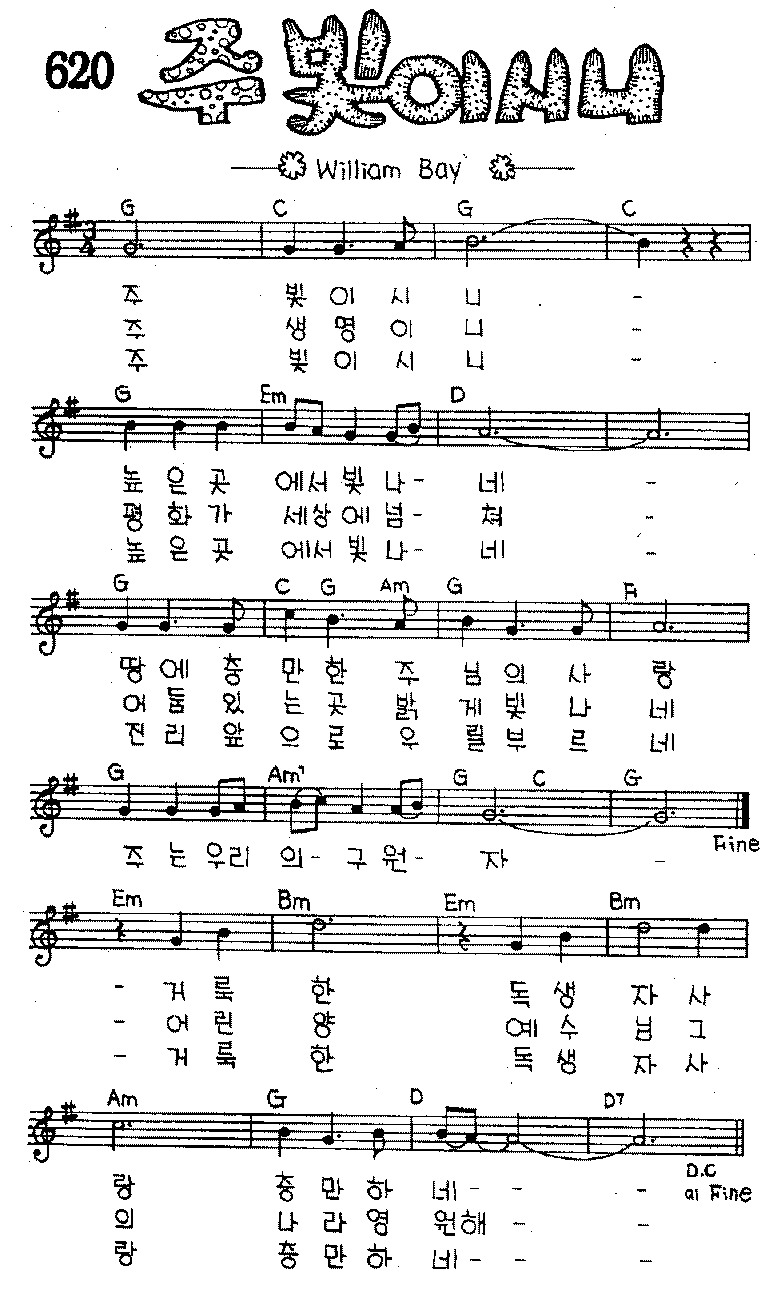 620 주 빛이시니
William Bay
G C G C
3
4
주 빛 이 시 니 -
주 생 명 이 니 -
주 빛 이 시 니 -
G Em D
높 은 곳 에서 빛 나 - 네 -
평 화 가 세상 에 넘 - 쳐 -
높 은 곳 에서 빛 나 - 네 -
G C G Am G A
땅 에 충 만 한 주 님 의 사 랑
어 둠 있 는 곳 밝 게 빛 나 네
진 리 앞 으 로 우 릴 부 르 네
G Am7 G C G
Fine
주 는 우리 의 - 구 원 - 자 -
Em Bm Em Bm
- 거 룩 한 독 생 자 사
- 어 린 양 예 수 님 그
- 거 룩 한 독 생 자 사
Am G D D7
D.C
al Fine
랑 충 만 하 네 - - -
의 나 라 영 원해 - -
랑 충 만 하 네 - - -